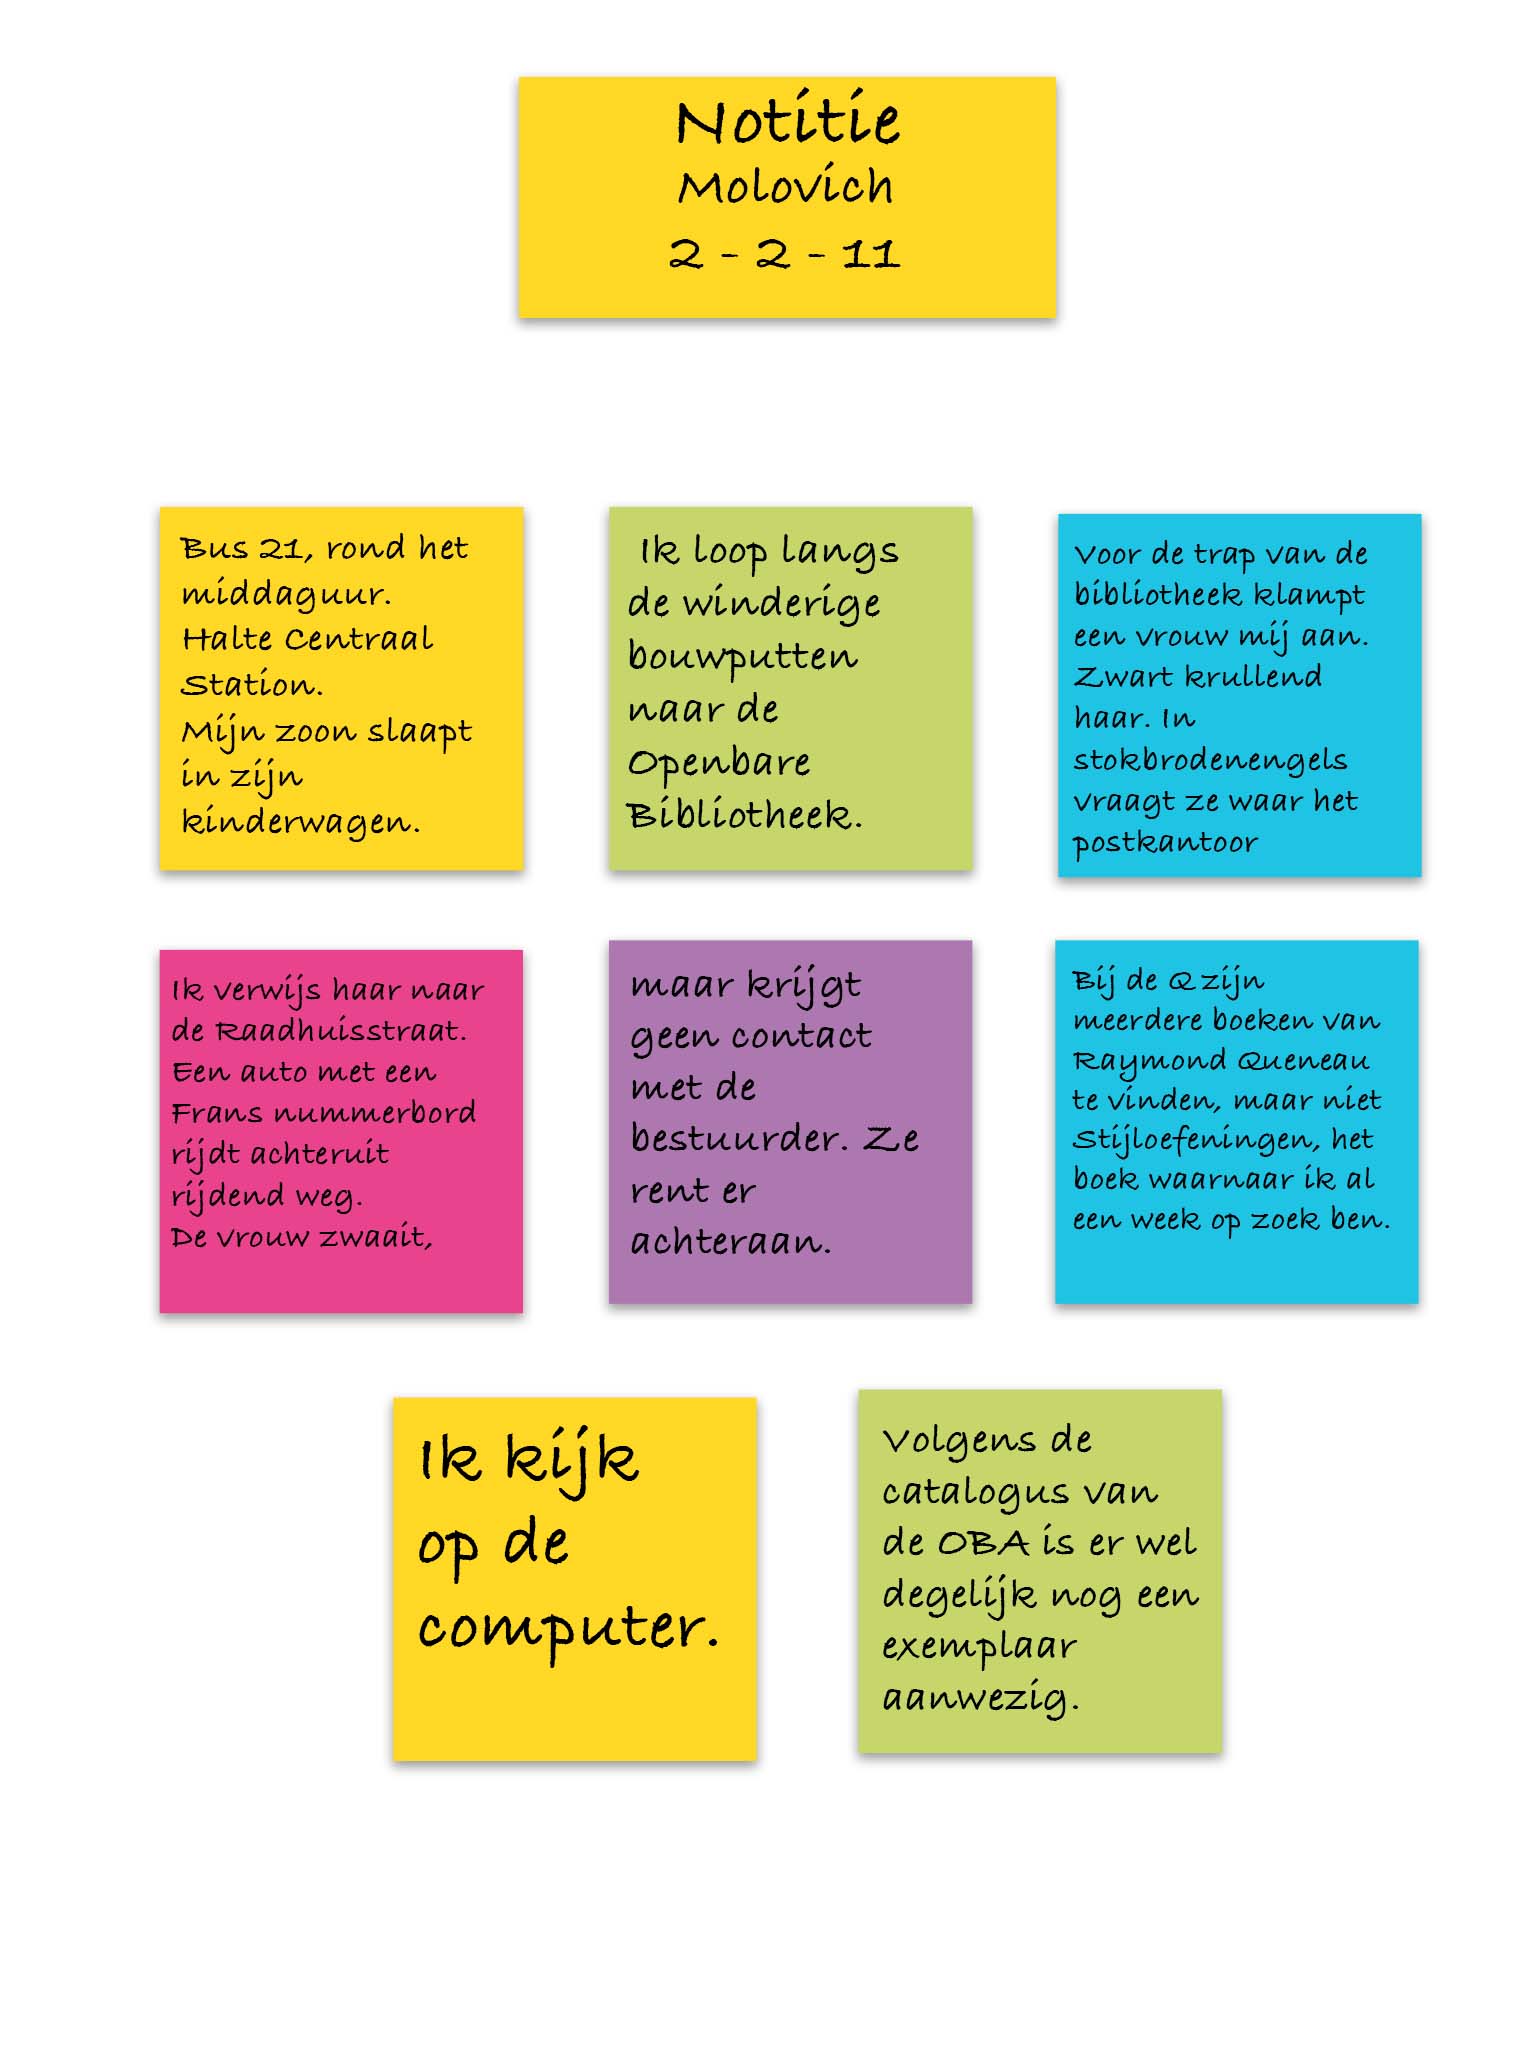 Notitie
Molovich
2 - 2 - 11
Bus 21, rond het
middaguur.
Halte Centraal
Station.
Mijn zoon slaapt
in zijn
kinderwagen.
Ik loop langs
de winderige
bouwputten
naar de
Openbare
Bibliotheek.
Voor de trap van de
bibliotheek klampt
een vrouw mij aan.
Zwart krullend
haar. In
stokbrodenengels
vraagt ze waar het
postkantoor
Ik verwijs haar naar
de Raadhuisstraat.
Een auto met een
Frans nummerbord
rijdt achteruit
rijdend weg.
De vrouw zwaait,
maar krijgt
geen contact
met de
bestuurder. Ze
rent er
achteraan.
Bij de Q zijn
meerdere boeken van
Raymond Queneau
te vinden, maar niet
Stijloefeningen, het
boek waarnaar ik al
een week op zoek ben.
Ik kijk
op de
computer.
Volgens de
catalogus van
de OBA is er wel
degelijk nog een
exemplaar
aanwezig.